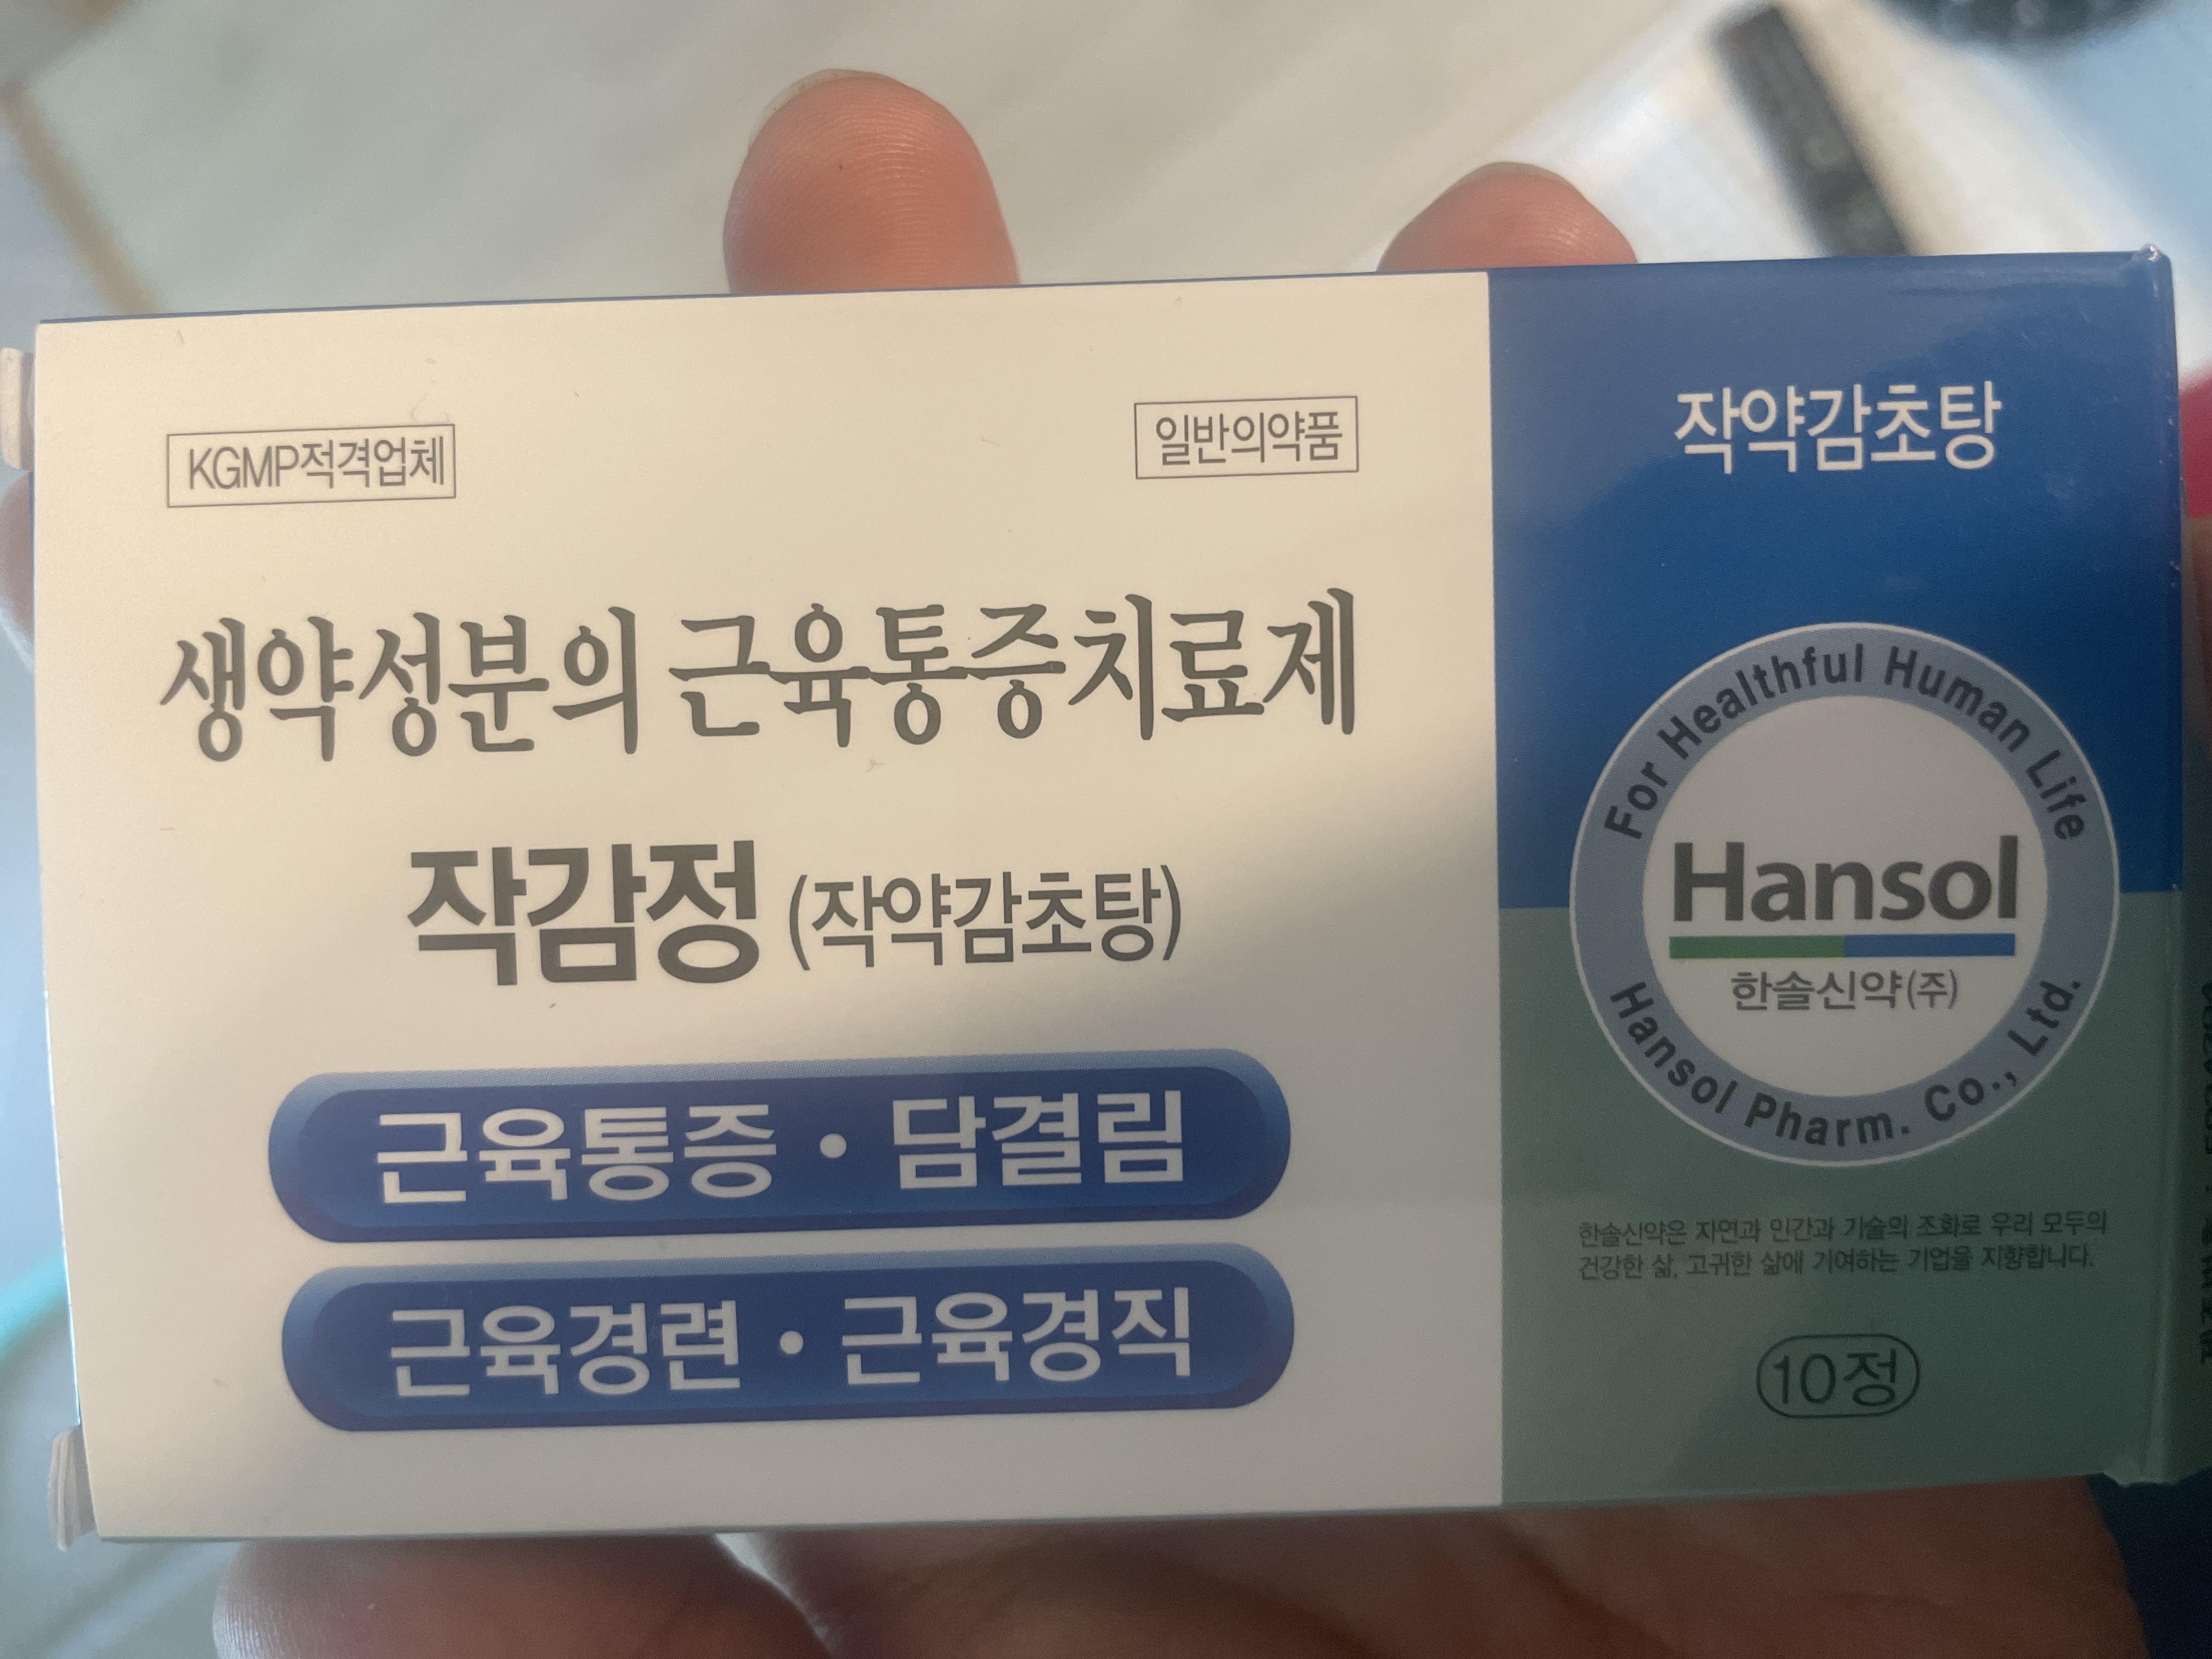 KGMP적격업체
일반의약품
생약성분의 근육통증치료제
작감정 (작약감초탕)
근육통증 • 담결림
근육경련 • 근육경직
작약감초탕
For Healthful Human Life
Hansol
한솔신약(주)
Hansol Pharm. Co., Ltd.
한솔신약은 자연과 인간과 기술의 조화로 우리 모두의
건강한 삶, 고귀한 삶에 기여하는 기업을 지향합니다.
10정